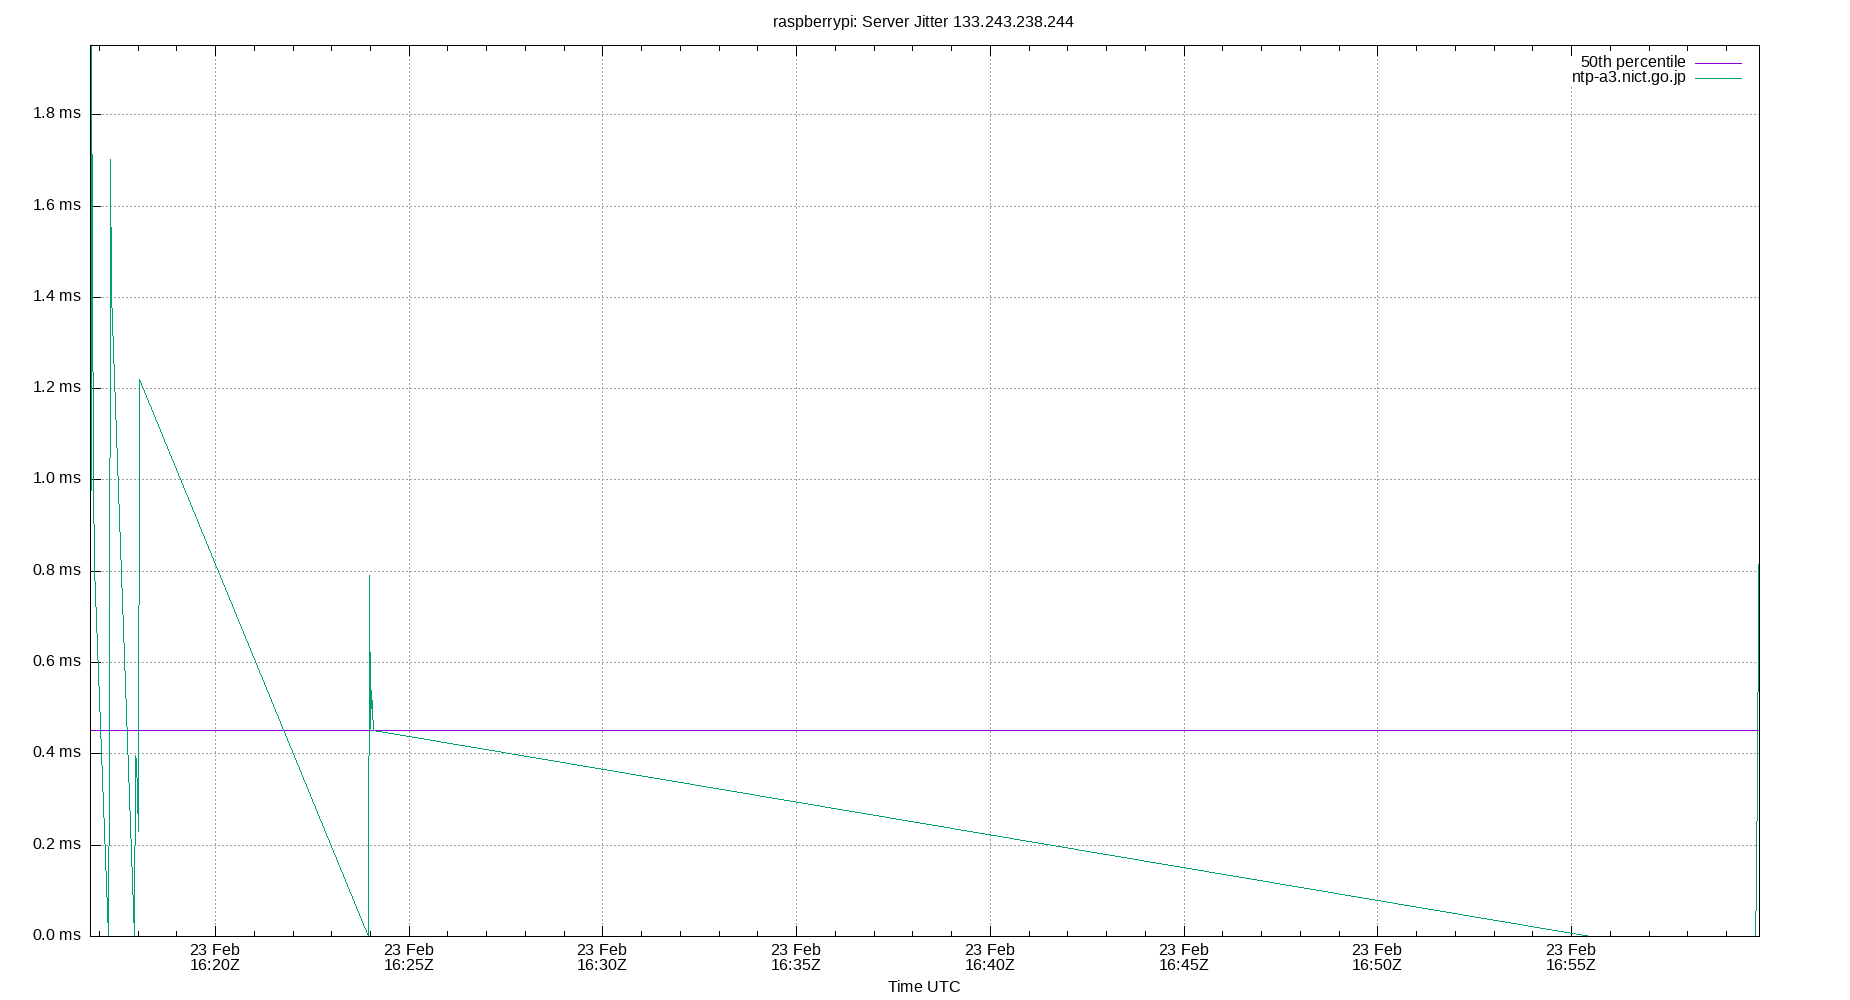 raspberrypi: Server Jitter 133.243.238.244
50th percentile
ntp-a3.nict.go.jp
1.8 ms
1.6 ms
1.4 ms
1.2 ms
1.0 ms
0.8 ms
0.6 ms
0.4 ms
0.2 ms
0.0 ms
23 Feb 23 Feb 23 Feb 23 Feb 23 Feb 23 Feb 23 Feb 23 Feb
16:20Z 16:25Z 16:30Z 16:35Z 16:40Z 16:45Z 16:50Z 16:55Z
Time UTC